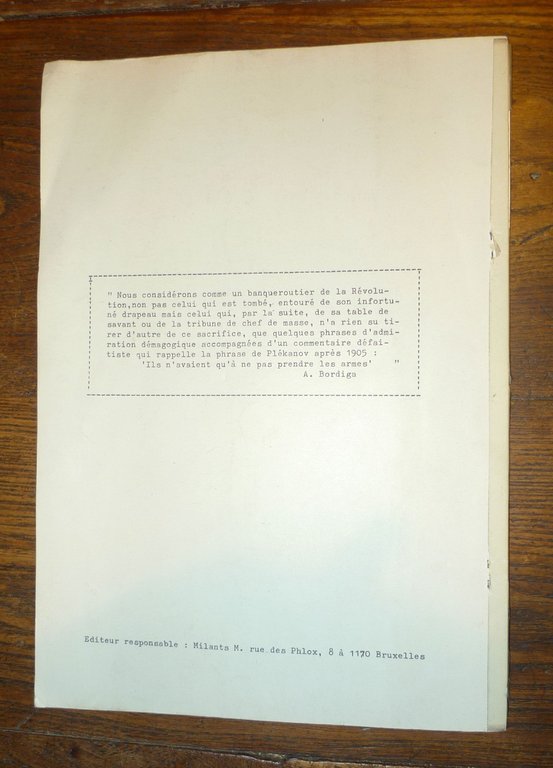 " Nous considérons comme un banqueroutier de la Révolu-
tion,non pas celui qui est tombé, entouré de son infortu-
né drapeau mais celui qui, par la suite, de sa table de
savant ou de la tribune de chef de masse, n'a rien su ti-
rer d'autre de ce sacrifice, que quelques phrases d'admi-
ration démagogique accompagnées d'un commentaire défai-
tiste qui rappelle la phrase de Plékanov après 1905 :
'Ils n'avaient qu'à ne pas prendre les armes' "
A. Bordiga
Editeur responsable : Milants M. rue des Phlox, 8 à 1170 Bruxelles